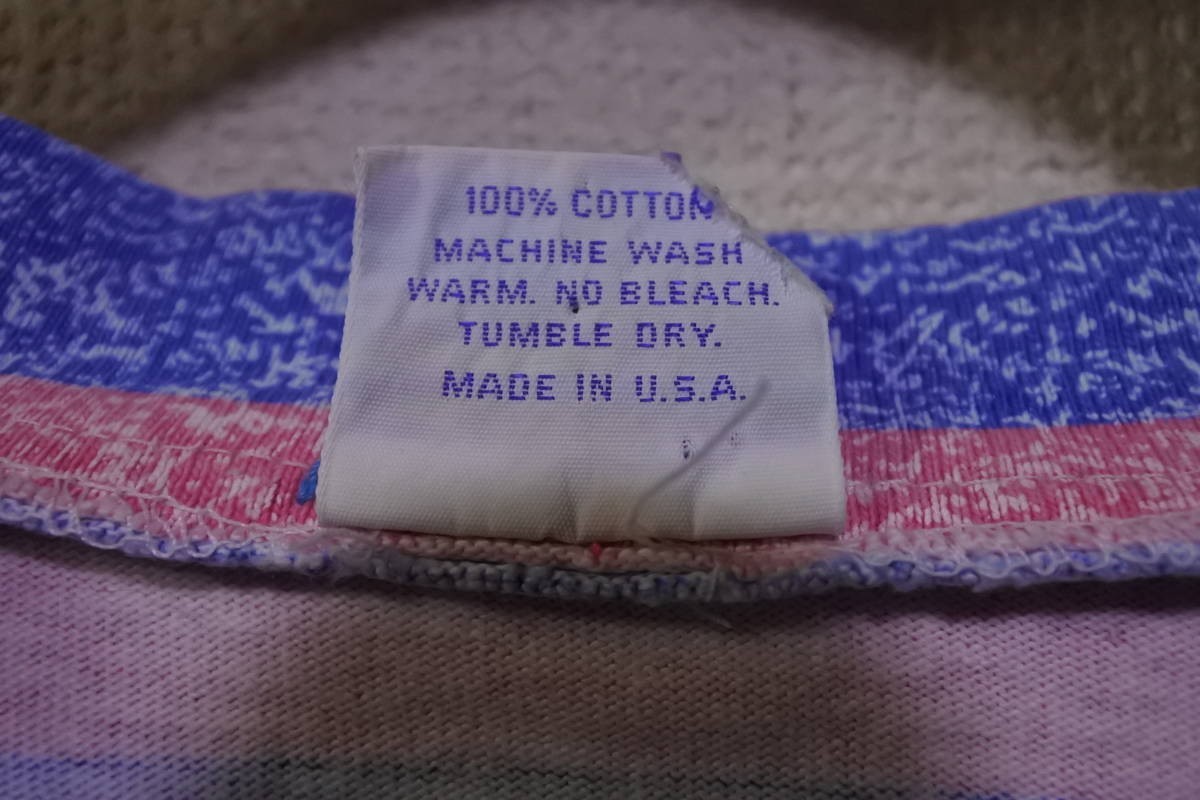 100% COTTON
MACHINE WASH
WARM. NO BLEACH.
TUMBLE DRY.
MADE IN U.S.A.